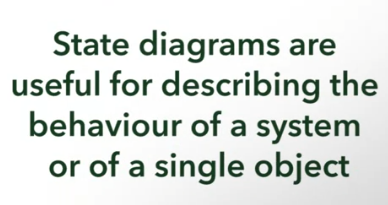 State diagrams are
useful for describing the
behaviour of a system
or of a single object